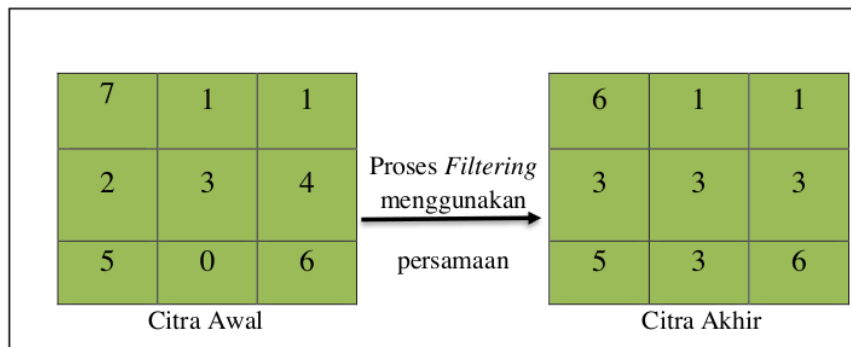 7 1 1
6 1 1
2 3 4
Proses Filtering
menggunakan
3 3 3
5 0 6
persamaan
5 3 6
Citra Awal
Citra Akhir